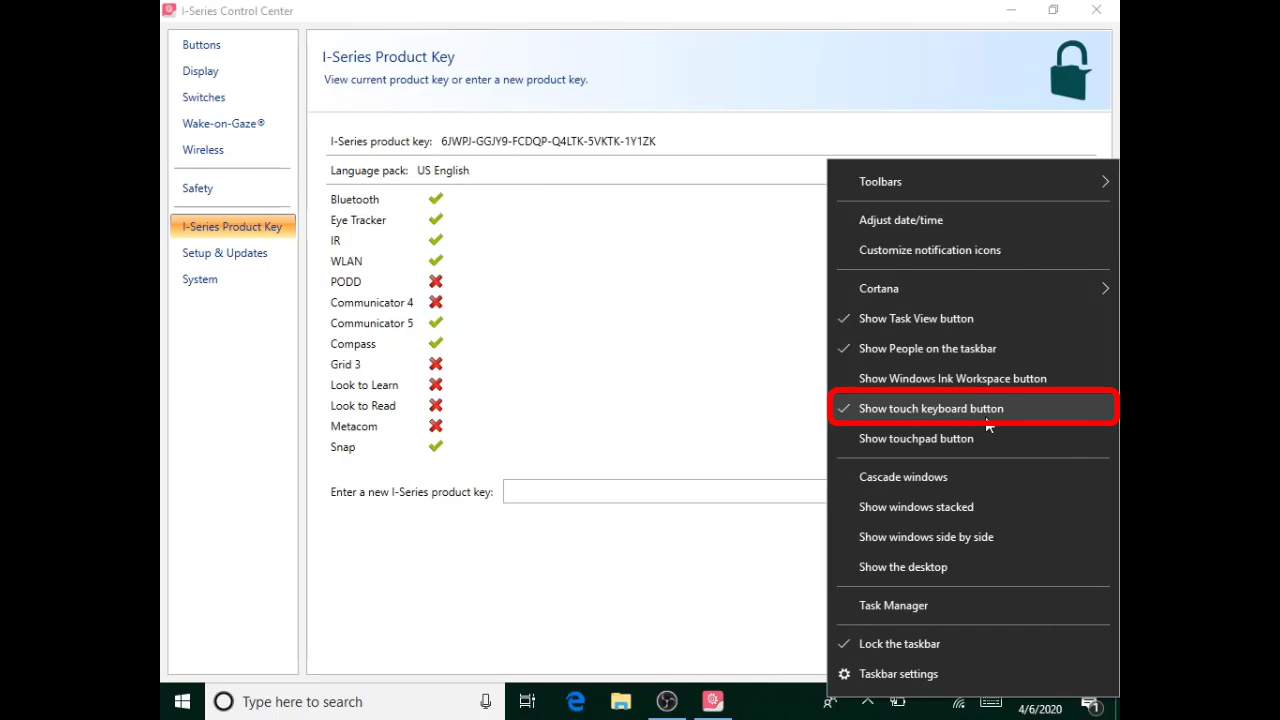 I-Series Control Center
Buttons
Display
Switches
Wake-on-Gaze®
Wireless
Safety
I-Series Product Key
Setup & Updates
System
I-Series Product Key
View current product key or enter a new product key.
I-Series product key: 6JWPJ-GGJY9-FCDQP-Q4LTK-5VKTK-1Y1ZK
Language pack: US English
Bluetooth
Eye Tracker
IR
WLAN
PODD
Communicator 4
Communicator 5
Compass
Grid 3
Look to Learn
Look to Read
Metacom
Snap
Enter a new I-Series product key:
Toolbars
Adjust date/time
Customize notification icons
Cortana
Show Task View button
Show People on the taskbar
Show Windows Ink Workspace button
Show touch keyboard button
Show touchpad button
Cascade windows
Show windows stacked
Show windows side by side
Show the desktop
Task Manager
Lock the taskbar
Taskbar settings
Type here to search
4/6/2020
1